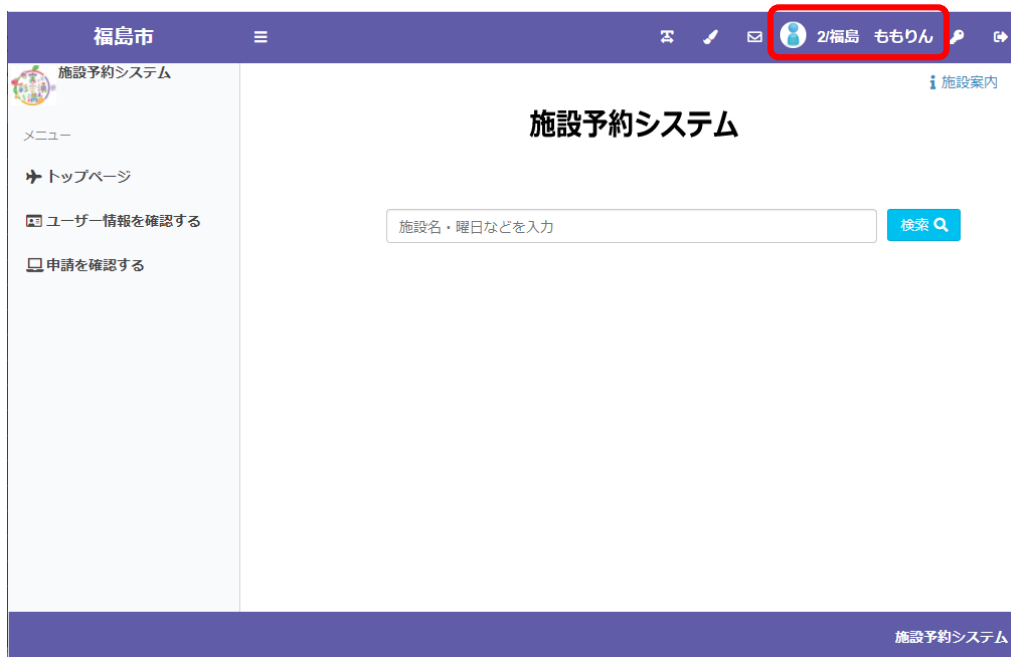 福島市
2/福島 ももりん
施設予約システム
施設案内
施設予約システム
メニュー
トップページ
ユーザー情報を確認する
施設名・曜日などを入力
検索
申請を確認する
施設予約システム